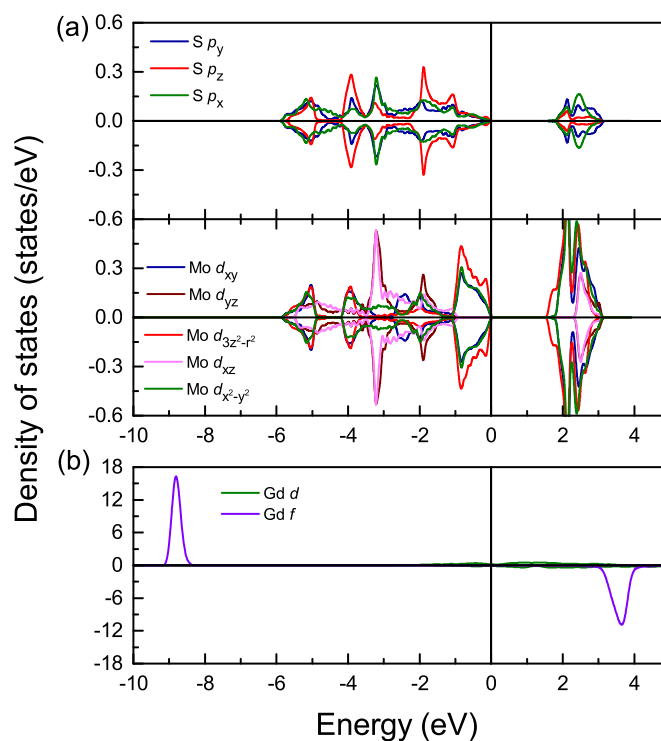 (a)
0.6
0.3
0.0
-0.3
-0.6
S p_y
S p_z
S p_x
0.3
0.0
-0.3
-0.6
Mo d_xy
Mo d_yz
Mo d_3z²-r²
Mo d_xz
Mo d_x²-y²
-10 -8 -6 -4 -2 0 2 4
(b)
18
12
6
0
-6
-12
-18
Gd d
Gd f
-10 -8 -6 -4 -2 0 2 4
Energy (eV)
Density of states (states/eV)